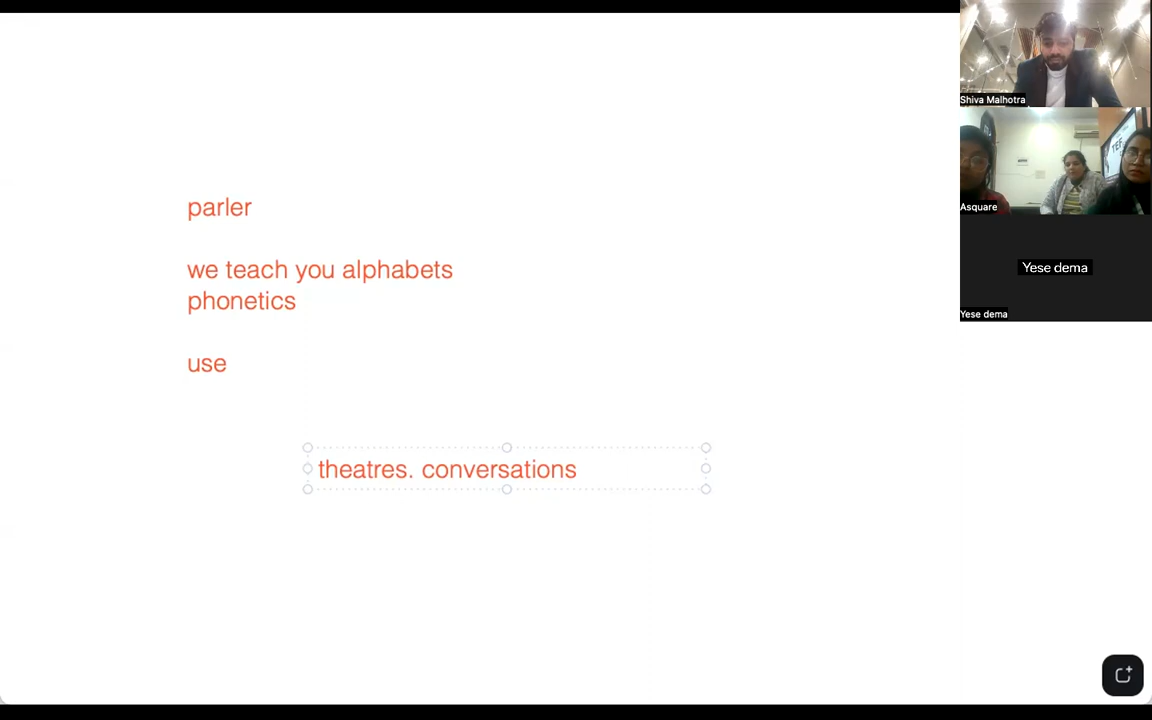 parler
we teach you alphabets
phonetics
use
theatres. conversations
Shiva Malhotra
Asquare
Yese dema
Yese dema